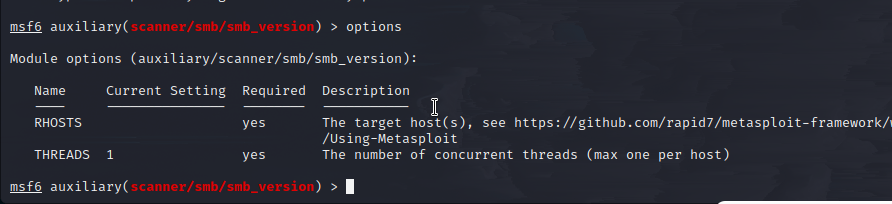 msf6 auxiliary(scanner/smb/smb_version) > options
Module options (auxiliary/scanner/smb/smb_version):
Name Current Setting Required Description
RHOSTS yes The target host(s), see https://github.com/rapid7/metasploit-framework/
/Using-Metasploit
THREADS 1 yes The number of concurrent threads (max one per host)
msf6 auxiliary(scanner/smb/smb_version) >